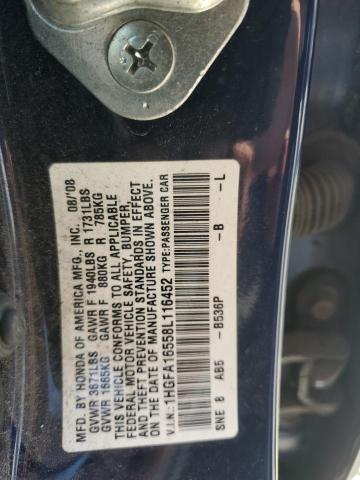 MFD. BY HONDA OF AMERICA MFG., INC. 08/08
GVWR 3671LBS GAWR F 1940LBS R 1731LBS
GVWR 1665KG GAWR F 880KG R 785KG
THIS VEHICLE CONFORMS TO ALL APPLICABLE
FEDERAL MOTOR VEHICLE SAFETY, BUMPER,
AND THEFT PREVENTION STANDARDS IN EFFECT
ON THE DATE OF MANUFACTURE SHOWN ABOVE.
V.I.N.: 1HGFA16558L116452 TYPE:PASSENGER CAR
SNE 8 AB5 -B536P -B -L